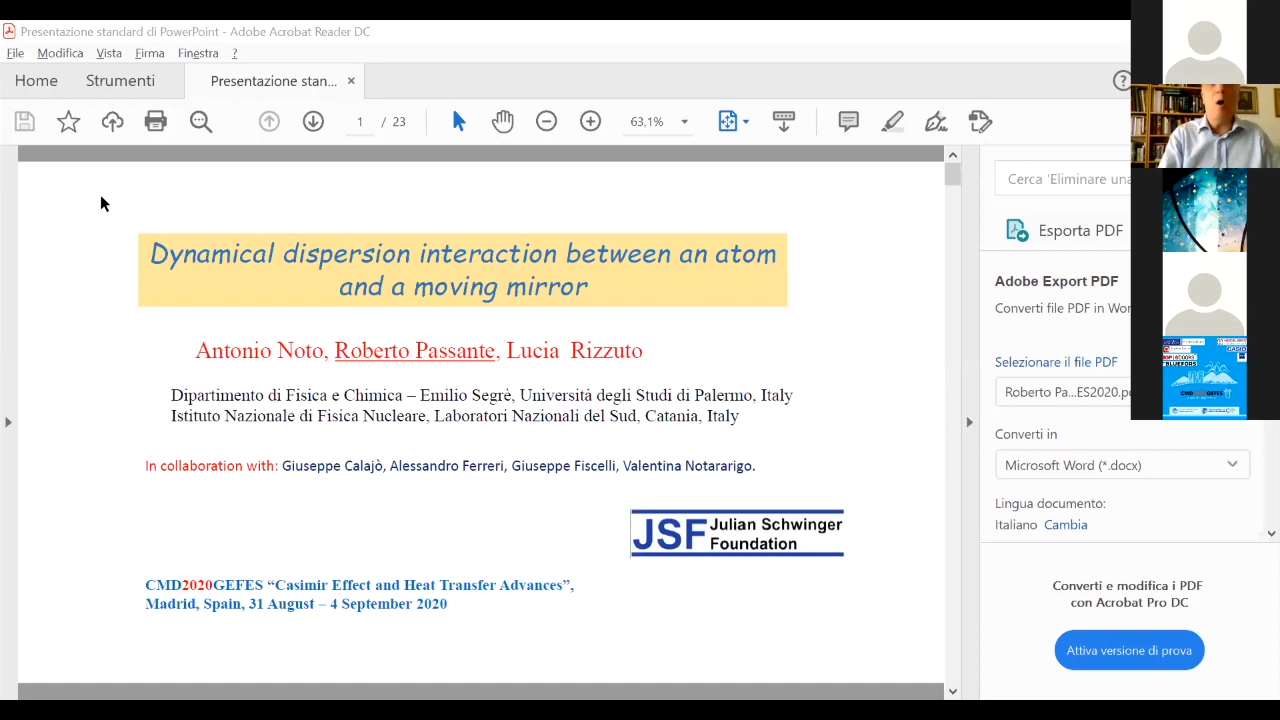 Presentazione standard di PowerPoint - Adobe Acrobat Reader DC
File Modifica Vista Firma Finestra ?
Home Strumenti Presentazione stan... ×
1 / 23 63,1%
Cerca 'Eliminare una
Dynamical dispersion interaction between an atom
and a moving mirror
Antonio Noto, Roberto Passante, Lucia Rizzuto
Dipartimento di Fisica e Chimica – Emilio Segrè, Università degli Studi di Palermo, Italy
Istituto Nazionale di Fisica Nucleare, Laboratori Nazionali del Sud, Catania, Italy
In collaboration with: Giuseppe Calajò, Alessandro Ferreri, Giuseppe Fiscelli, Valentina Notararigo.
JSF Julian Schwinger
Foundation
CMD2020GEFES “Casimir Effect and Heat Transfer Advances”,
Madrid, Spain, 31 August – 4 September 2020
Esporta PDF
Adobe Export PDF
Converti file PDF in Wor
Selezionare il file PDF
Roberto Pa...ES2020.p
Converti in
Microsoft Word (*.docx)
Lingua documento:
Italiano Cambia
Converti e modifica i PDF
con Acrobat Pro DC
Attiva versione di prova
CMD2020GEFES